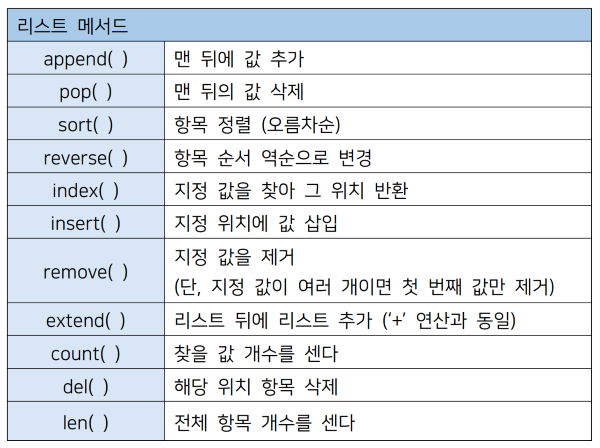 리스트 메서드
append( ) 맨 뒤에 값 추가
pop( ) 맨 뒤의 값 삭제
sort( ) 항목 정렬 (오름차순)
reverse( ) 항목 순서 역순으로 변경
index( ) 지정 값을 찾아 그 위치 반환
insert( ) 지정 위치에 값 삽입
remove( ) 지정 값을 제거
(단, 지정 값이 여러 개이면 첫 번째 값만 제거)
extend( ) 리스트 뒤에 리스트 추가 (‘+’ 연산과 동일)
count( ) 찾을 값 개수를 센다
del( ) 해당 위치 항목 삭제
len( ) 전체 항목 개수를 센다